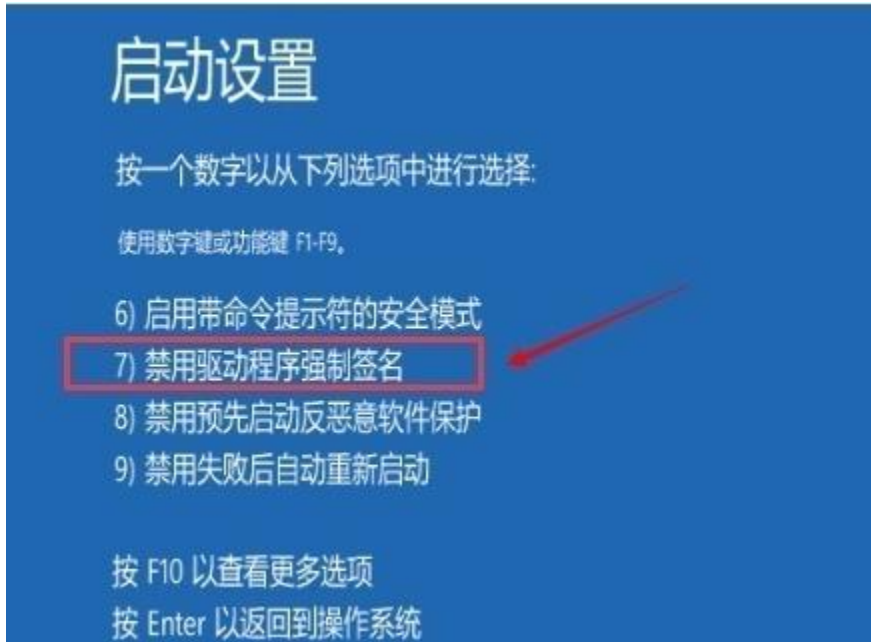 启动设置
按一个数字以从下列选项中进行选择:
使用数字键或功能键 F1-F9。
6) 启用带命令提示符的安全模式
7) 禁用驱动程序强制签名
8) 禁用预先启动反恶意软件保护
9) 禁用失败后自动重新启动
按 F10 以查看更多选项
按 Enter 以返回到操作系统